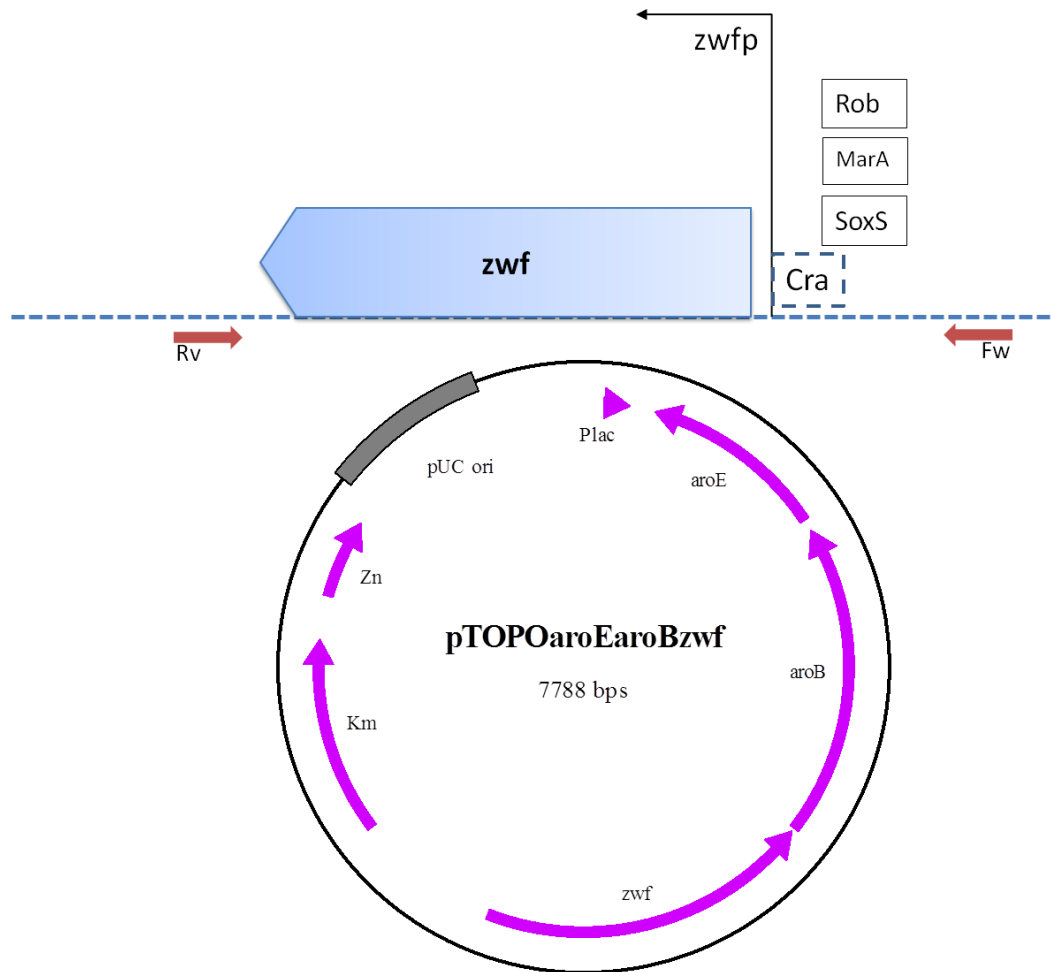 zwfp
Rob
MarA
SoxS
zwf
Cra
Rv
Fw
Plac
pUC ori
aroE
Zn
pTOPOaroEaroBzwf
aroB
7788 bps
Km
zwf